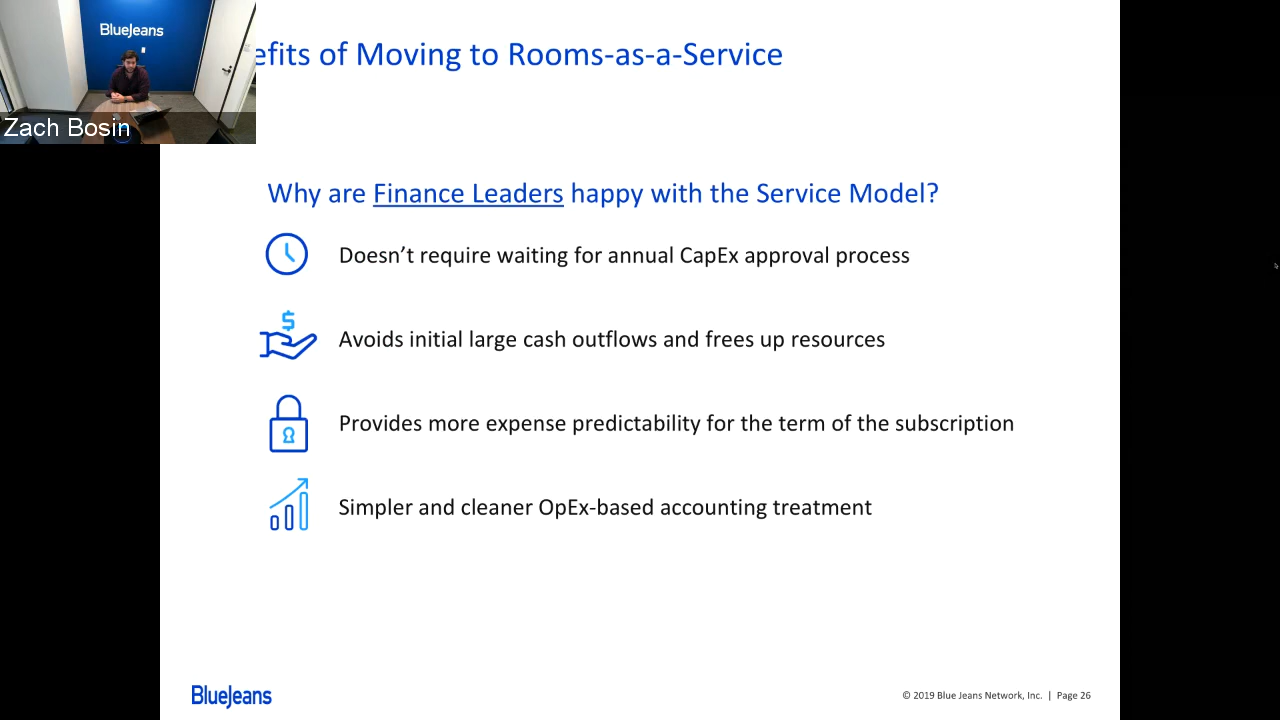 BlueJeans
Zach Bosin
efits of Moving to Rooms-as-a-Service
Why are Finance Leaders happy with the Service Model?
Doesn’t require waiting for annual CapEx approval process
$
Avoids initial large cash outflows and frees up resources
Provides more expense predictability for the term of the subscription
Simpler and cleaner OpEx-based accounting treatment
BlueJeans
© 2019 Blue Jeans Network, Inc. | Page 26